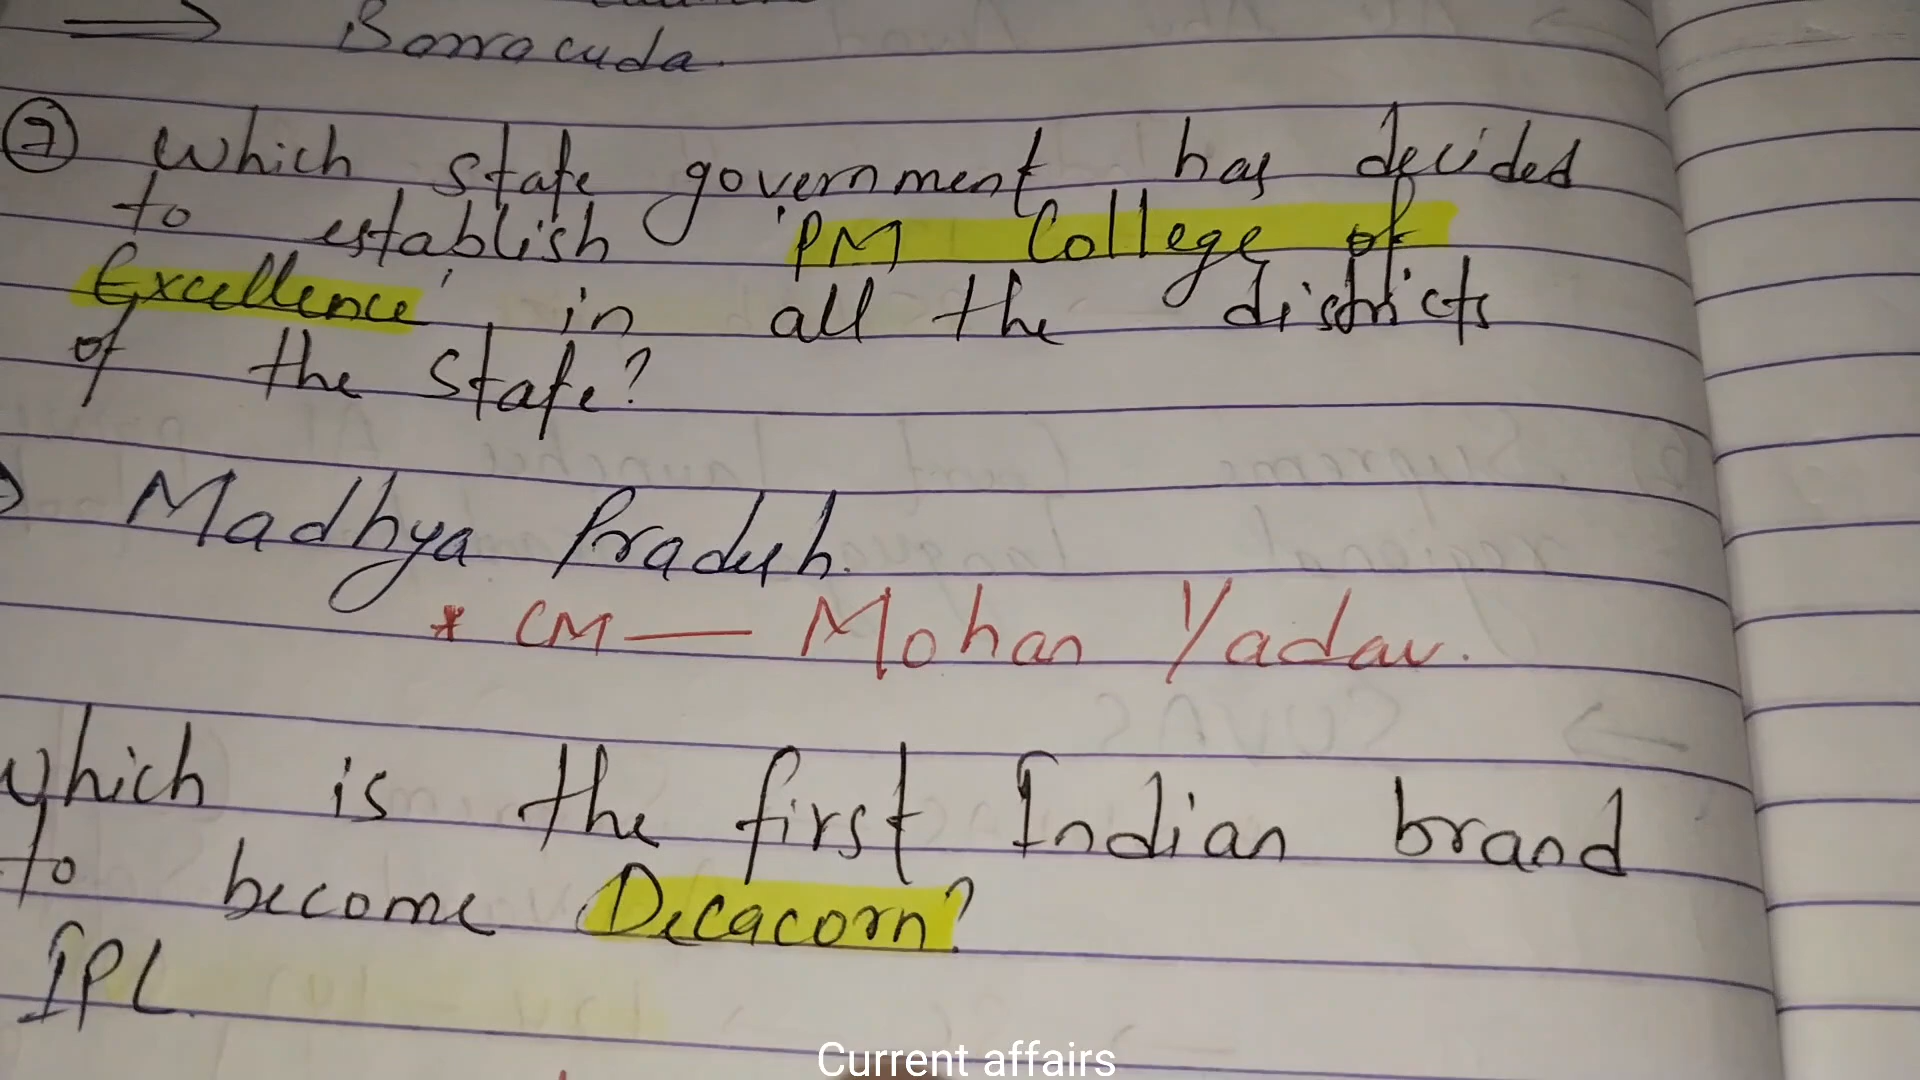 ⇒ Barracuda.
⑦ Which state government has decided
to establish 'PM College of
Excellence' in all the districts
of the state?
Madhya Pradesh.
* CM — Mohan Yadav.
Which is the first Indian brand
to become Decacorn?
IPL.
Current affairs